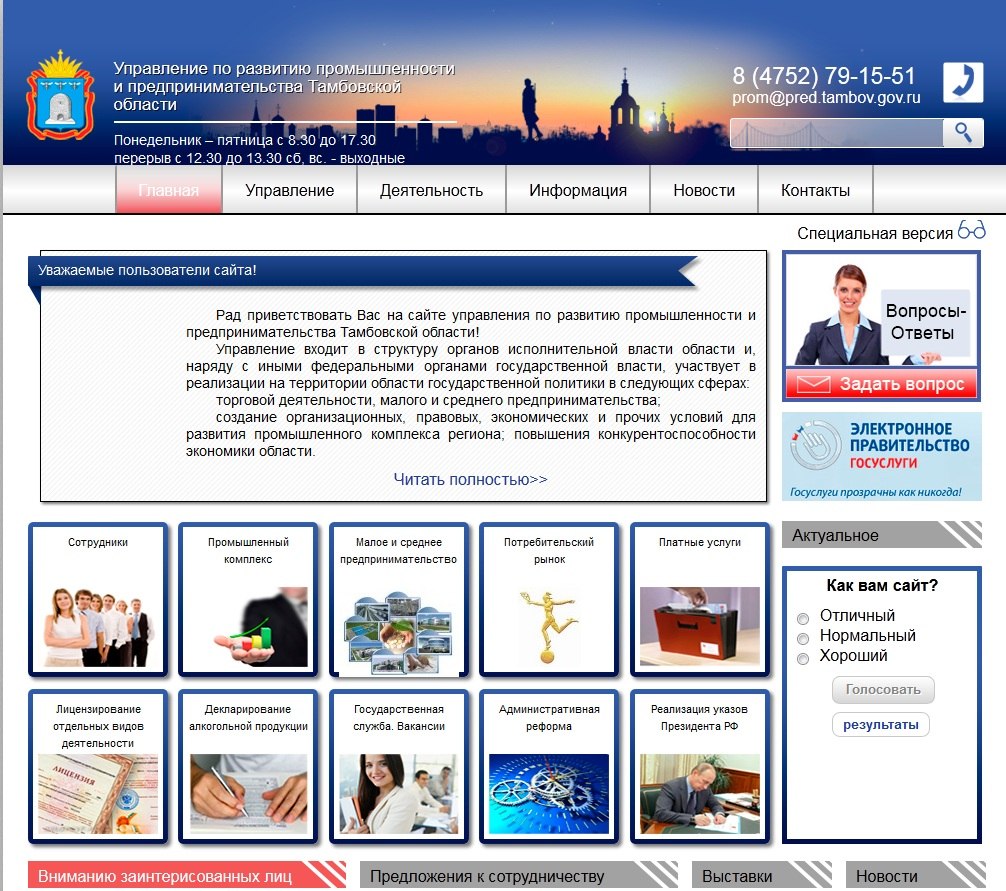 Управление по развитию промышленности
и предпринимательства Тамбовской
области
Понедельник – пятница с 8.30 до 17.30
перерыв с 12.30 до 13.30 сб, вс. - выходные
8 (4752) 79-15-51
prom@pred.tambov.gov.ru
Главная
Управление
Деятельность
Информация
Новости
Контакты
Специальная версия
Уважаемые пользователи сайта!
Рад приветствовать Вас на сайте управления по развитию промышленности и
предпринимательства Тамбовской области!
Управление входит в структуру органов исполнительной власти области и,
наряду с иными федеральными органами государственной власти, участвует в
реализации на территории области государственной политики в следующих сферах:
торговой деятельности, малого и среднего предпринимательства;
создание организационных, правовых, экономических и прочих условий для
развития промышленного комплекса региона; повышения конкурентоспособности
экономики области.
Читать полностью>>
Вопросы-
Ответы
Задать вопрос
ЭЛЕКТРОННОЕ
ПРАВИТЕЛЬСТВО
ГОСУСЛУГИ
Госуслуги прозрачны как никогда!
Сотрудники
Промышленный
комплекс
Малое и среднее
предпринимательство
Потребительский
рынок
Платные услуги
Лицензирование
отдельных видов
деятельности
ЛИЦЕНЗИЯ
Декларирование
алкогольной продукции
Государственная
служба. Вакансии
Административная
реформа
Реализация указов
Президента РФ
Актуальное
Как вам сайт?
Отличный
Нормальный
Хороший
Голосовать
результаты
Вниманию заинтерисованных лиц
Предложения к сотрудничеству
Выставки
Новости